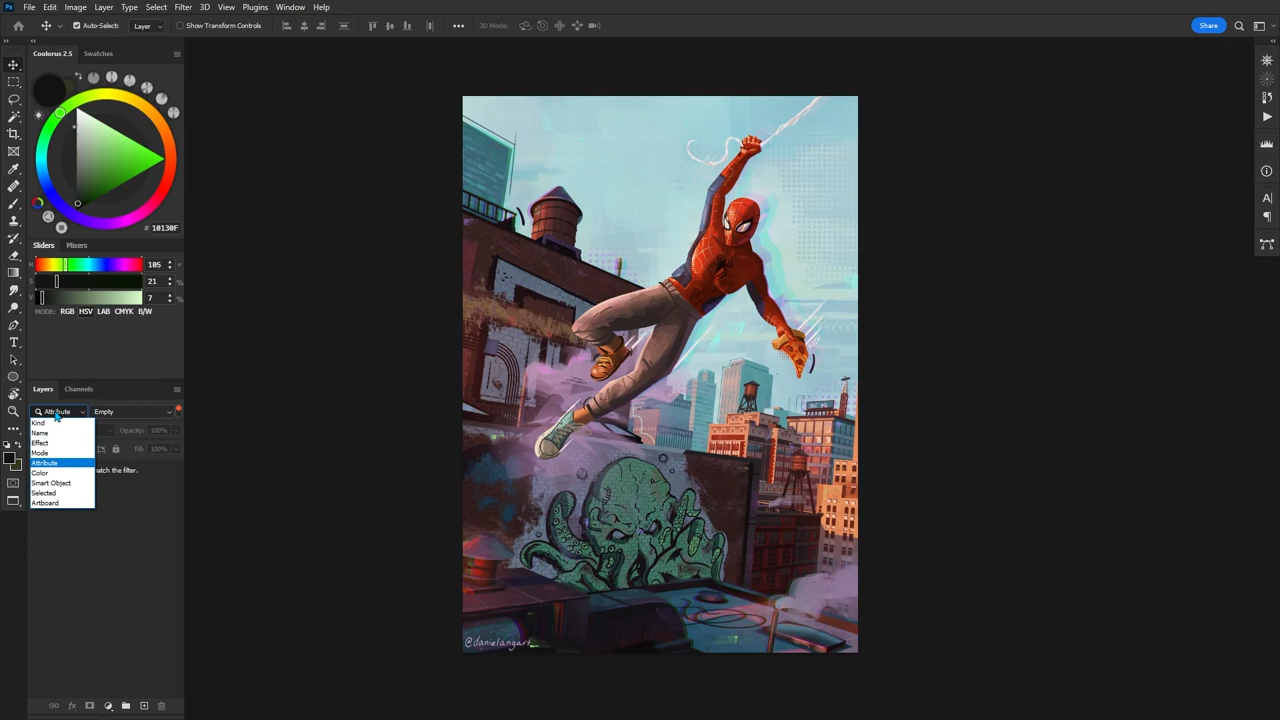 Ps File Edit Image Layer Type Select Filter 3D View Plugins Window Help
Auto-Select: Layer Show Transform Controls 3D Mode: Share
Coolorus 2.5 Swatches
# 10130F
Sliders Mixers
H 105 °
S 21 %
V 7 %
MODE: RGB HSV LAB CMYK B/W
Layers Channels
Attribute Empty
Kind
Name
Effect
Mode
Attribute
Color
Smart Object
Selected
Artboard
Opacity: 100%
Fill: 100%
match the filter.
fx
@danielangart